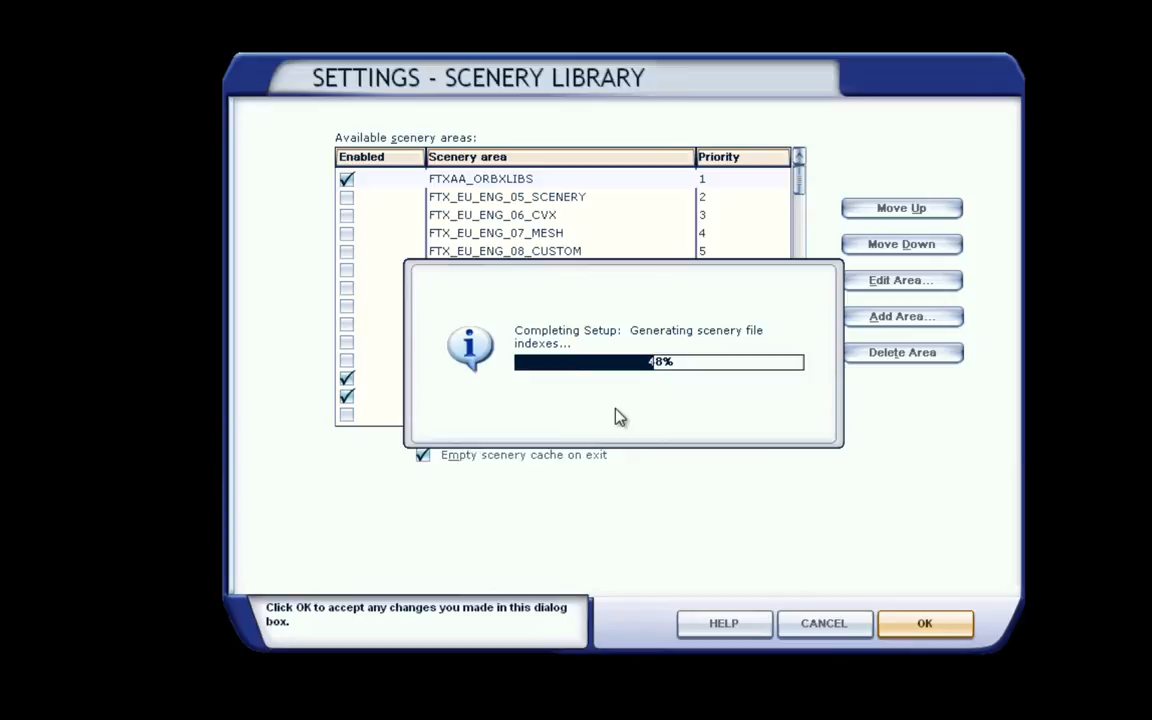 SETTINGS - SCENERY LIBRARY
Available scenery areas:
Enabled Scenery area Priority
FTXAA_ORBXLIBS 1
FTX_EU_ENG_05_SCENERY 2
FTX_EU_ENG_06_CVX 3
FTX_EU_ENG_07_MESH 4
FTX_EU_ENG_08_CUSTOM 5
Move Up
Move Down
Edit Area...
Add Area...
Delete Area
Completing Setup: Generating scenery file
indexes...
48%
Empty scenery cache on exit
Click OK to accept any changes you made in this dialog
box.
HELP CANCEL OK